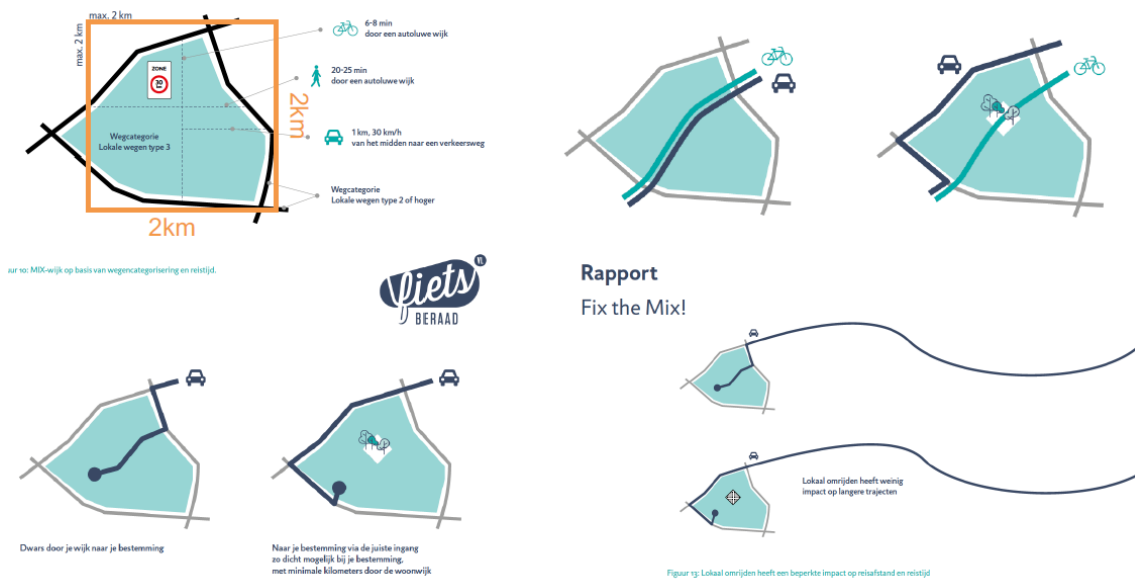 max. 2 km
max. 2 km
ZONE
30
6-8 min
door een autoluwe wijk
20-25 min
door een autoluwe wijk
2km
Wegcategorie
Lokale wegen type 3
1 km, 30 km/h
van het midden naar een verkeersweg
Wegcategorie
Lokale wegen type 2 of hoger
2km
uur 10: MIX-wijk op basis van wegencategorisering en reistijd.
fiets
VL
BERAAD
Rapport
Fix the Mix!
Dwars door je wijk naar je bestemming
Naar je bestemming via de juiste ingang
zo dicht mogelijk bij je bestemming,
met minimale kilometers door de woonwijk
Lokaal omrijden heeft weinig
impact op langere trajecten
Figuur 13: Lokaal omrijden heeft een beperkte impact op reisafstand en reistijd